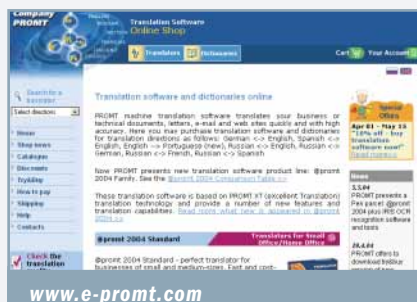 Company
PROMT
Translation Software
Online Shop
Translators
Dictionaries
Cart
Your Account
Search for a
Select direction
Home
Shop news
Catalogue
Discounts
Try&Buy
How to pay
Shipping
Help
Contacts
Check the
translation
Translation software and dictionaries online
PROMT machine translation software translates your business or
technical documents, letters, e-mail and web sites quickly and with high
accuracy. Here you may purchase translation software and dictionaries
for translation directions as follows: German <-> English, Spanish <->
English, English --> Portuguese (new), Russian <-> English, Russian <->
German, Russian <-> French, Russian <-> Spanish
Now PROMT presents new translation software product line: @promt
2004 Family. See the @promt 2004 Comparison Table >>
These translation software is based on PROMT XT (eXcellent Translation)
translation technology and provide a number of new features and
translation capabilities. Read more what new is appeared in @promt
2004 >>
@promt 2004 Standard
Translators for Small
Office/Home Office
@promt 2004 Standard - perfect translator for
businesses of small and medium-sizes. Fast and cost-
Special
Offers
Apr 01 - May 15
"10% off - buy
translation
software now!"
Read more>>
News
5.5.04
PROMT presents a
Pen pack: @promt
2004 plus IRIS OCR
recognition software
and tools
20.4.04
PROMT offers to
download
www.e-promt.com